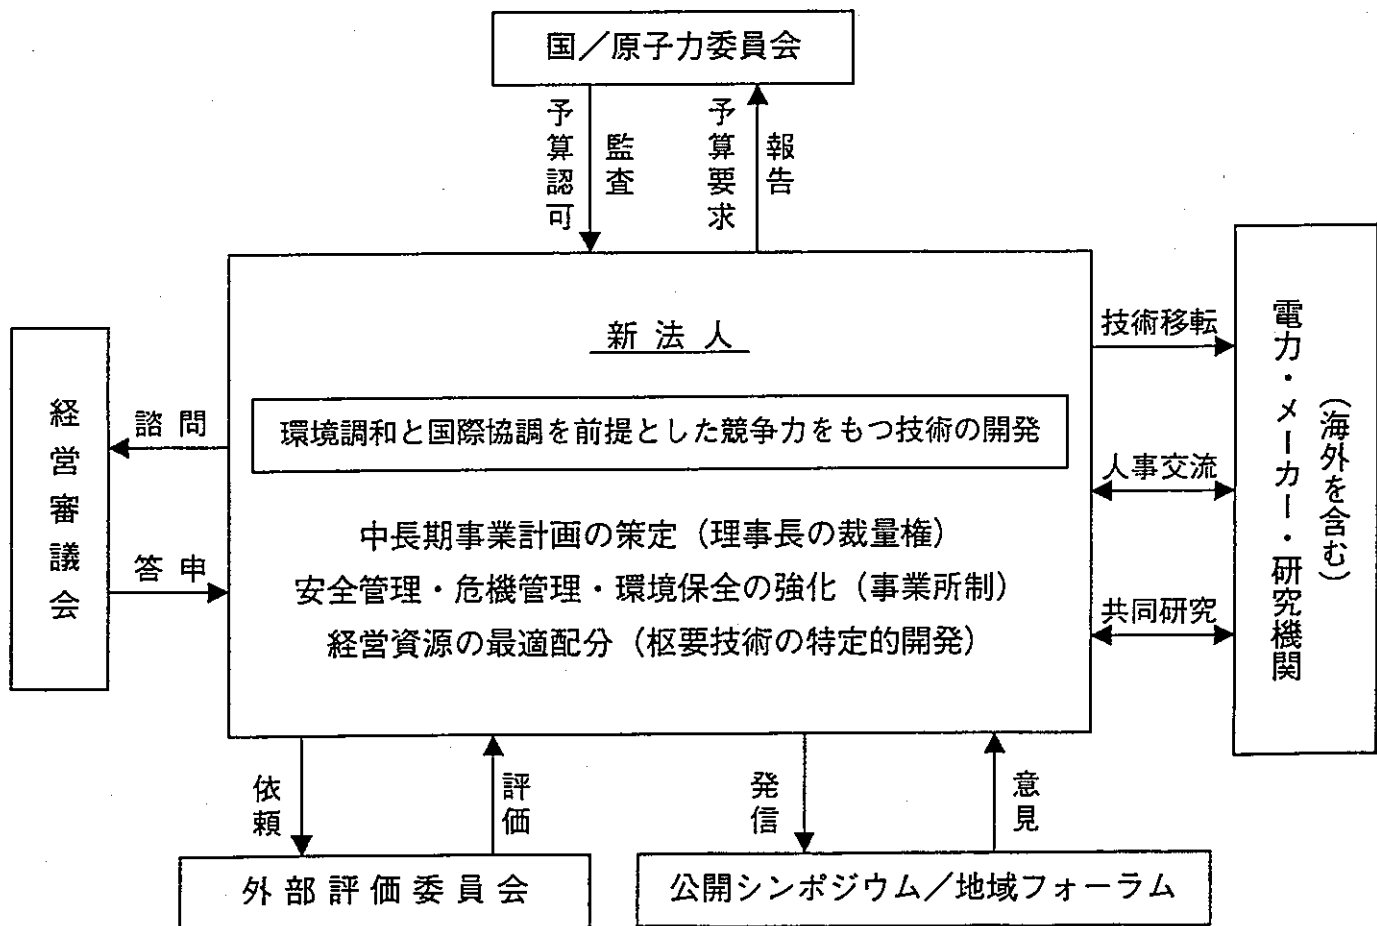 国／原子力委員会
予算認可
監査
予算要求
報告
新法人
環境調和と国際協調を前提とした競争力をもつ技術の開発
中長期事業計画の策定（理事長の裁量権）
安全管理・危機管理・環境保全の強化（事業所制）
経営資源の最適配分（枢要技術の特定的開発）
経営審議会
諮問
答申
技術移転
人事交流
共同研究
電力・メーカー・研究機関
（海外を含む）
依頼
評価
発信
意見
外部評価委員会
公開シンポジウム／地域フォーラム